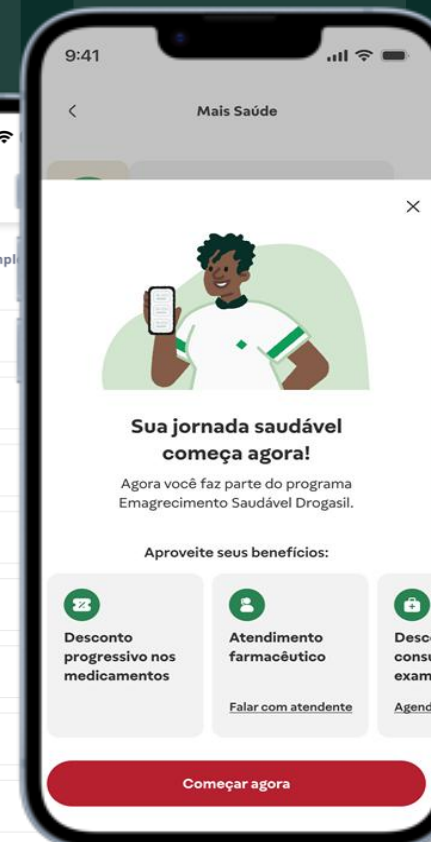 9:41
Mais Saúde
Sua jornada saudável
começa agora!
Agora você faz parte do programa
Emagrecimento Saudável Drogasil.
Aproveite seus benefícios:
Desconto
progressivo nos
medicamentos
Atendimento
farmacêutico
Falar com atendente
Começar agora